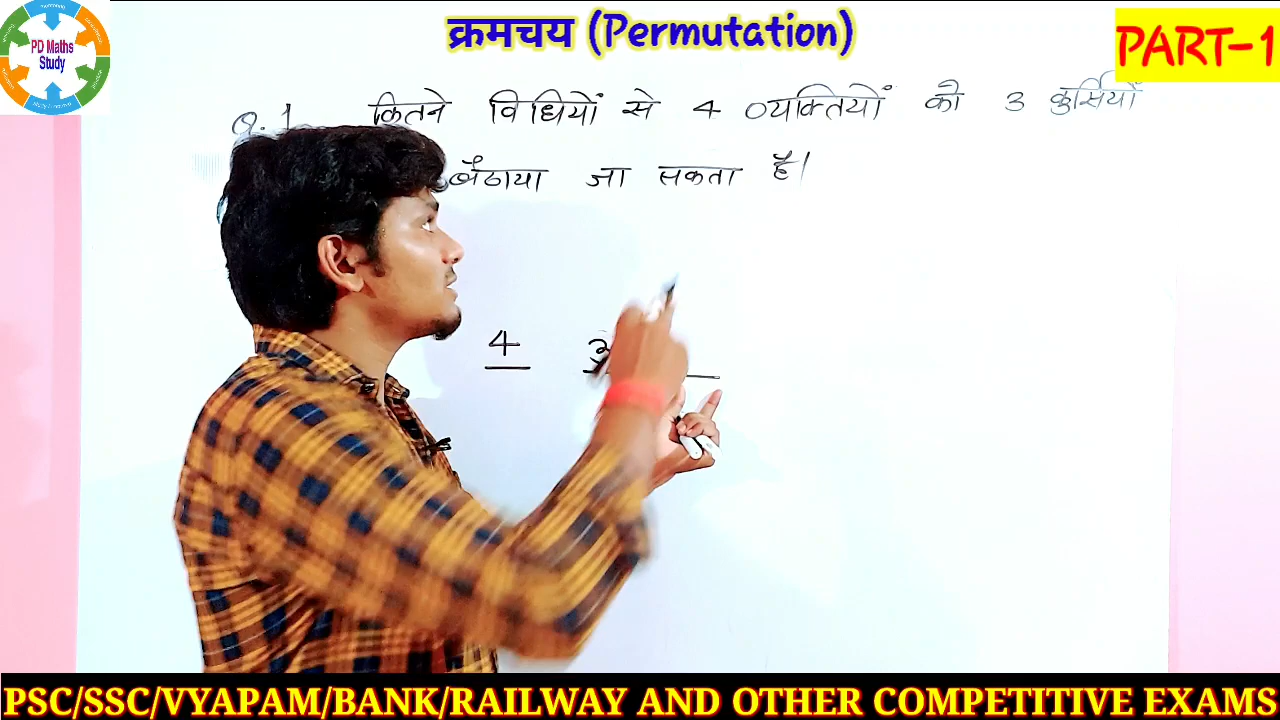 PD Maths
Study
क्रमचय (Permutation)
PART-1
Q.1 कितने विधियों से 4 व्यक्तियों को 3 कुर्सियों
बैठाया जा सकता है।
4 3
PSC/SSC/VYAPAM/BANK/RAILWAY AND OTHER COMPETITIVE EXAMS